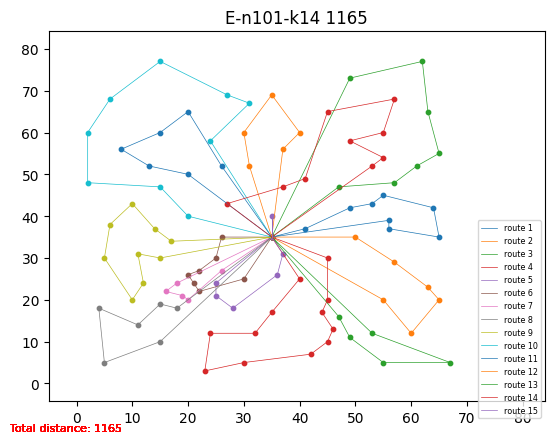 E-n101-k14 1165
80
70
60
50
40
30
20
10
0
0 10 20 30 40 50 60 70 80
route 1
route 2
route 3
route 4
route 5
route 6
route 7
route 8
route 9
route 10
route 11
route 12
route 13
route 14
route 15
Total distance: 1165